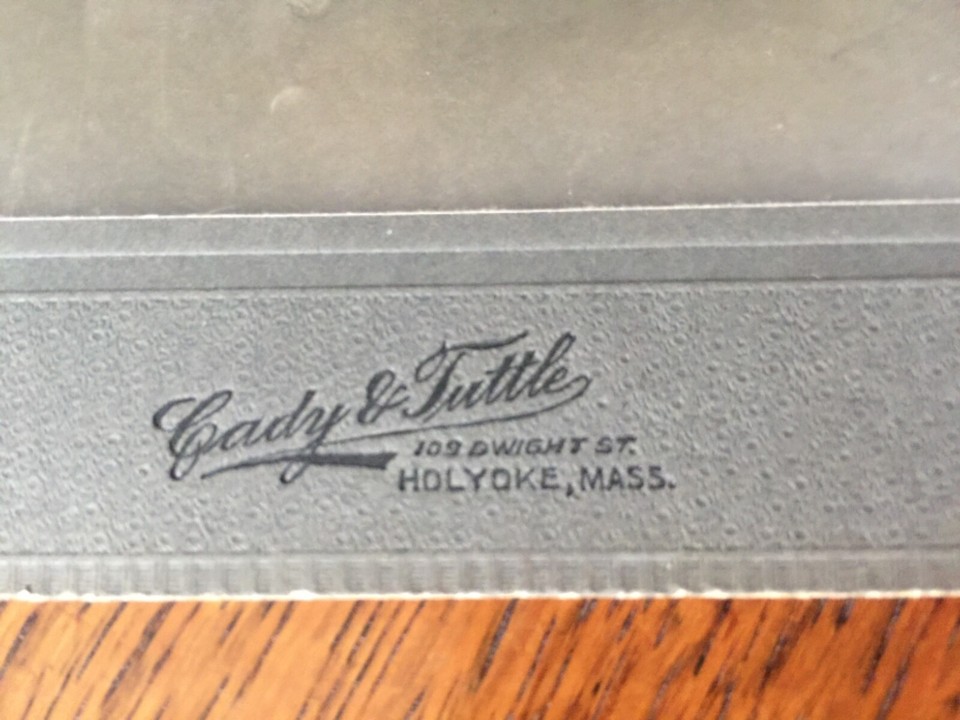 Cady & Tuttle
109 DWIGHT ST.
HOLYOKE, MASS.